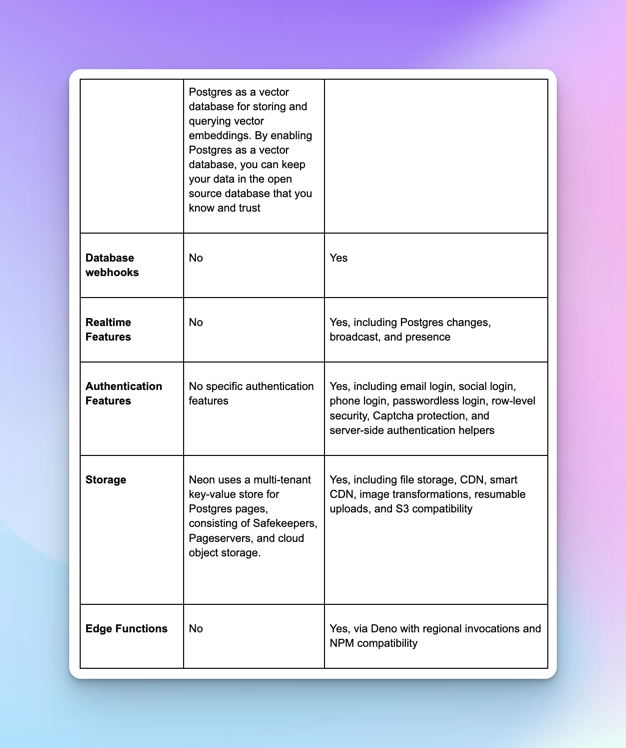 Postgres as a vector
database for storing and
querying vector
embeddings. By enabling
Postgres as a vector
database, you can keep
your data in the open
source database that you
know and trust
Database
webhooks
No
Yes
Realtime
Features
No
Yes, including Postgres changes,
broadcast, and presence
Authentication
Features
No specific authentication
features
Yes, including email login, social login,
phone login, passwordless login, row-level
security, Captcha protection, and
server-side authentication helpers
Storage
Neon uses a multi-tenant
key-value store for
Postgres pages,
consisting of Safekeepers,
Pageservers, and cloud
object storage.
Yes, including file storage, CDN, smart
CDN, image transformations, resumable
uploads, and S3 compatibility
Edge Functions
No
Yes, via Deno with regional invocations and
NPM compatibility